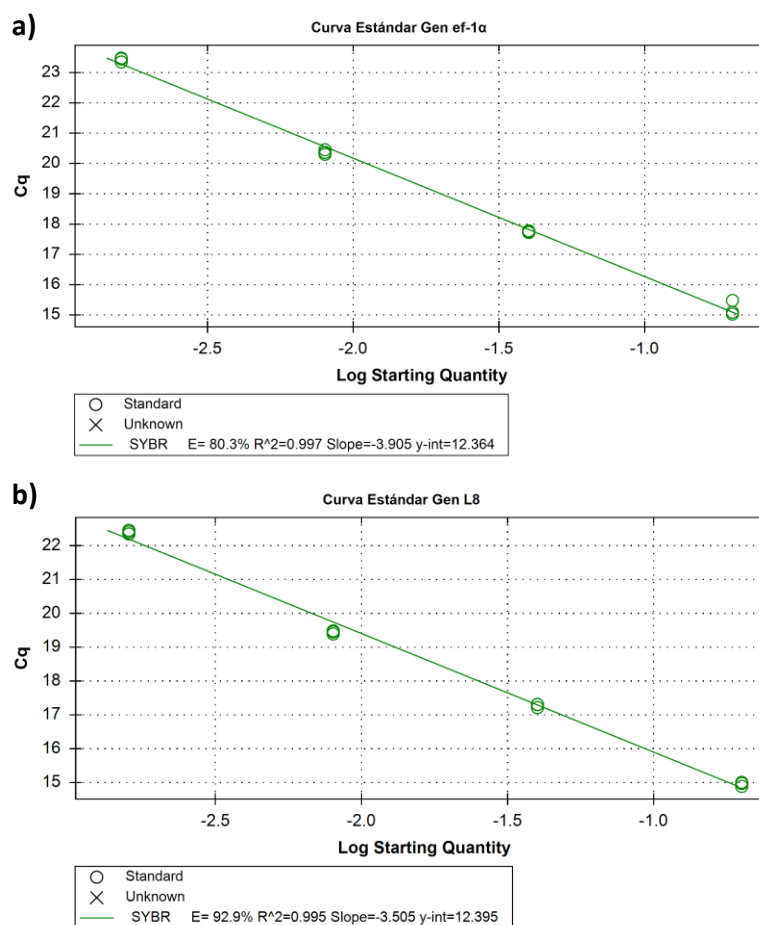 a)
Curva Estándar Gen ef-1α
23
22
21
20
19
18
17
16
15
Cq
-2.5 -2.0 -1.5 -1.0
Log Starting Quantity
Standard
Unknown
SYBR E= 80.3% R^2=0.997 Slope=-3.905 y-int=12.364
b)
Curva Estándar Gen L8
22
21
20
19
18
17
16
15
Cq
-2.5 -2.0 -1.5 -1.0
Log Starting Quantity
Standard
Unknown
SYBR E= 92.9% R^2=0.995 Slope=-3.505 y-int=12.395